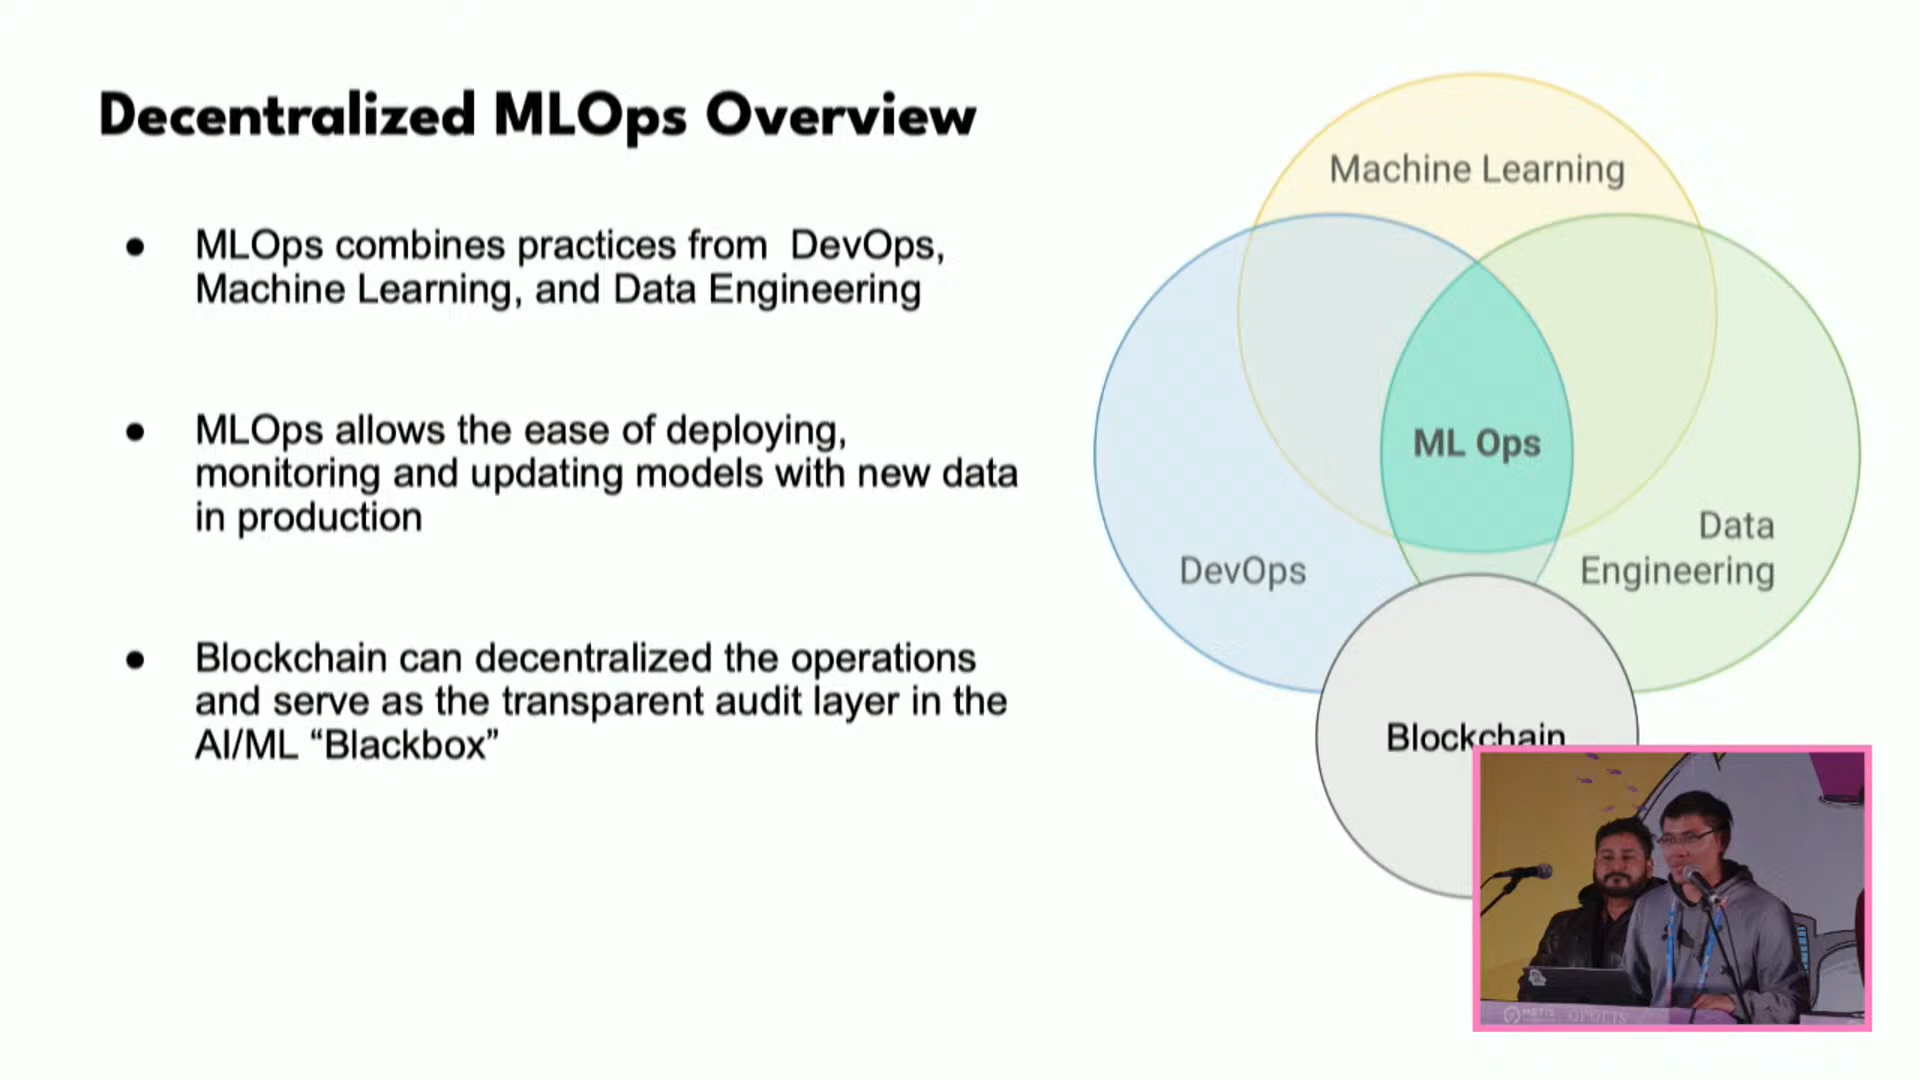 Decentralized MLOps Overview
● MLOps combines practices from  DevOps,
Machine Learning, and Data Engineering
● MLOps allows the ease of deploying,
monitoring and updating models with new data
in production
● Blockchain can decentralized the operations
and serve as the transparent audit layer in the
AI/ML “Blackbox”
Machine Learning
ML Ops
DevOps
Data
Engineering
Blockchain
METIS
OPOLIS